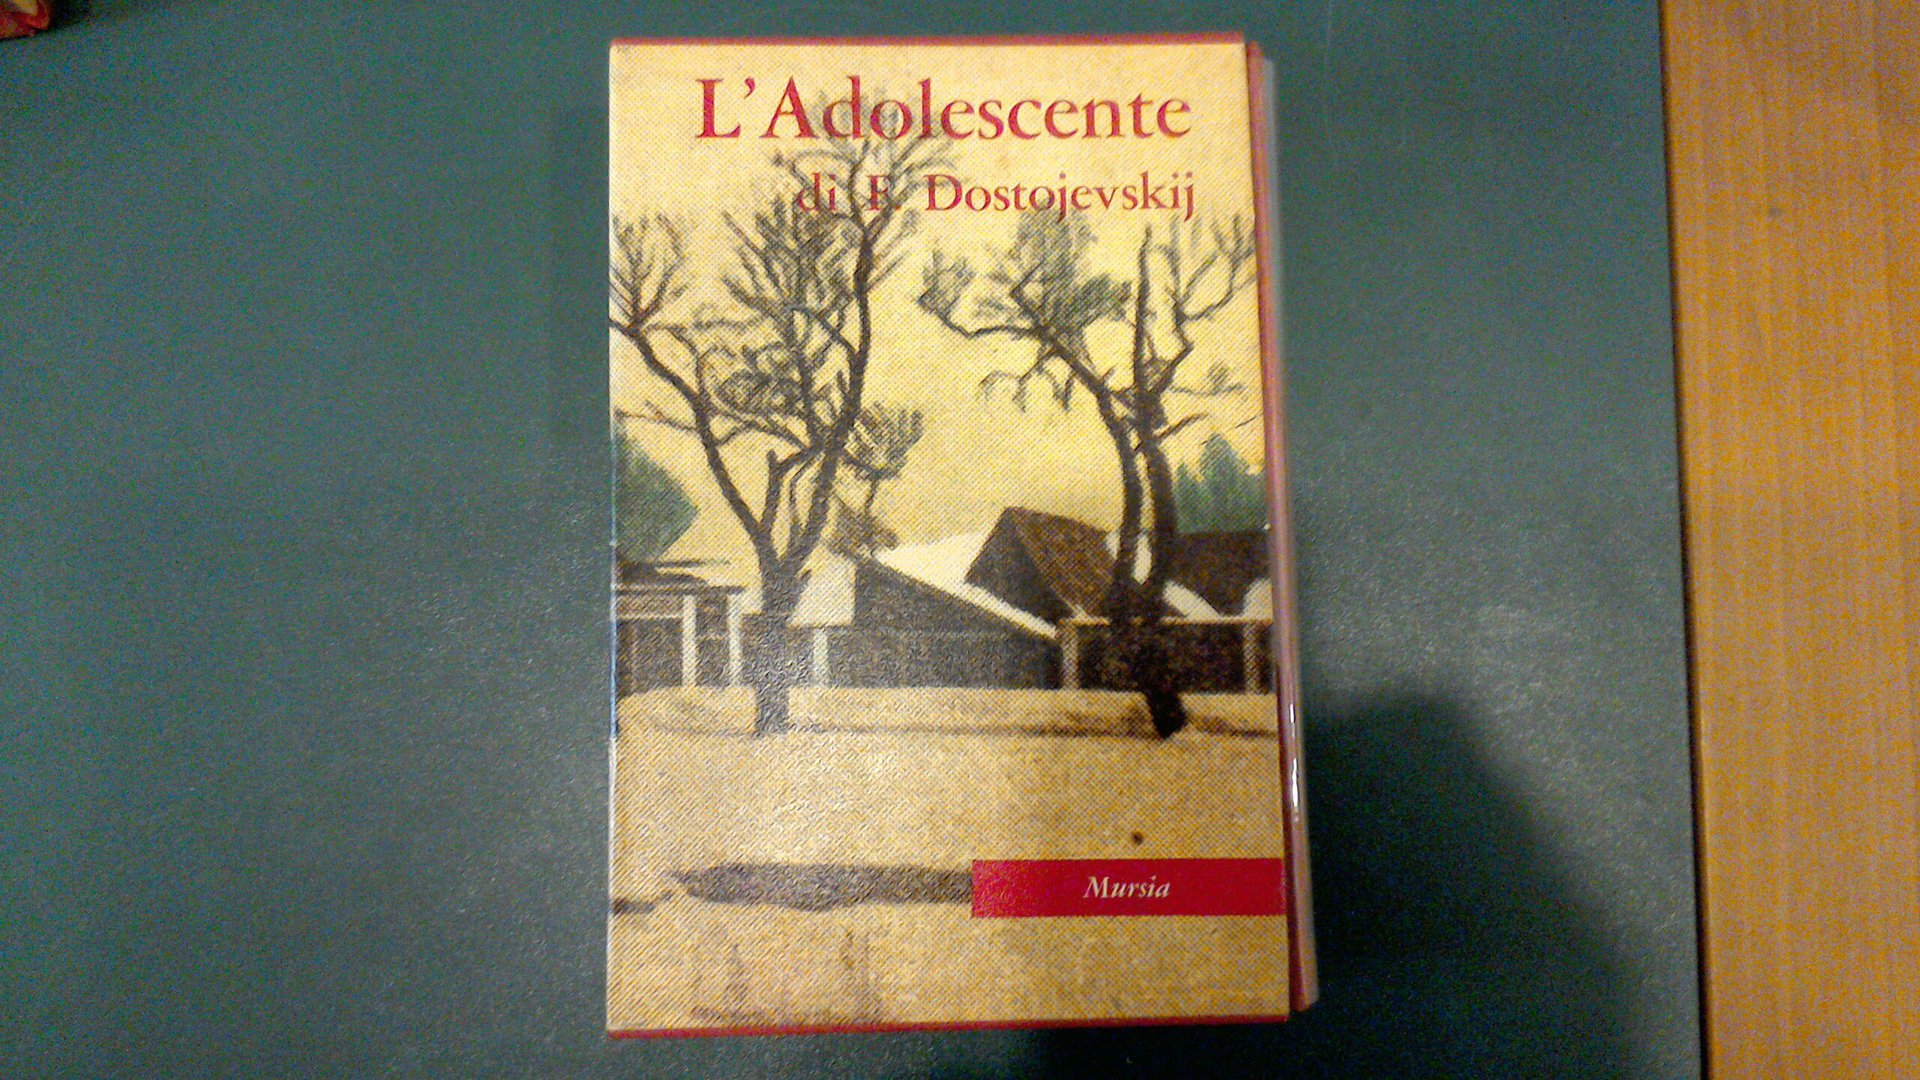 L'Adolescente
di F. Dostojevskij
Mursia